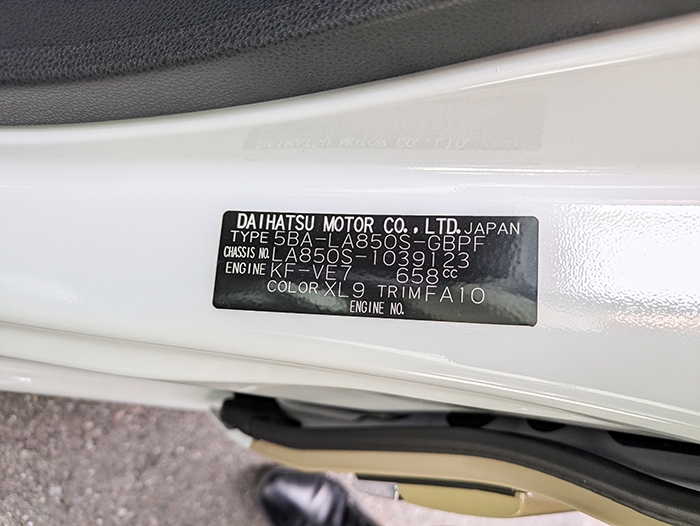 DAIHATSU MOTOR CO., LTD. JAPAN
TYPE 5BA-LA850S-GBPF
CHASSIS NO. LA850S-1039123
ENGINE KF-VE7 658cc
COLOR XL9 TRIM FA10
ENGINE NO.